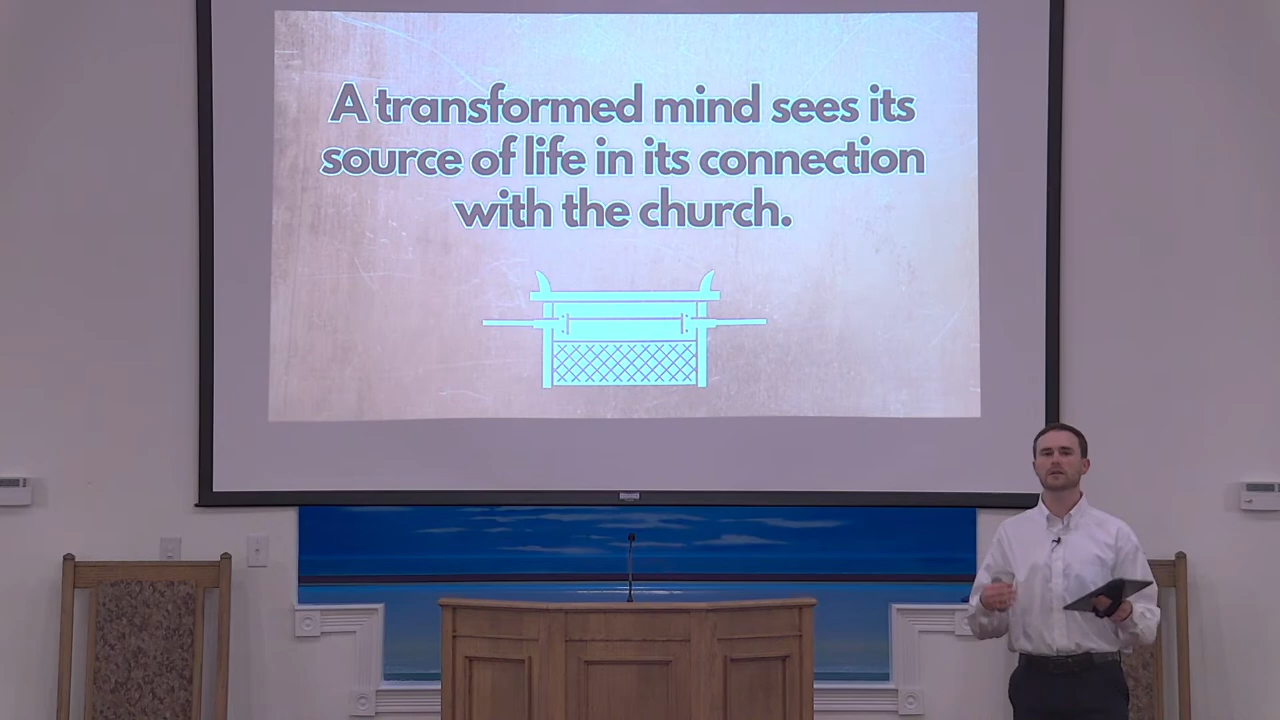 A transformed mind sees its
source of life in its connection
with the church.